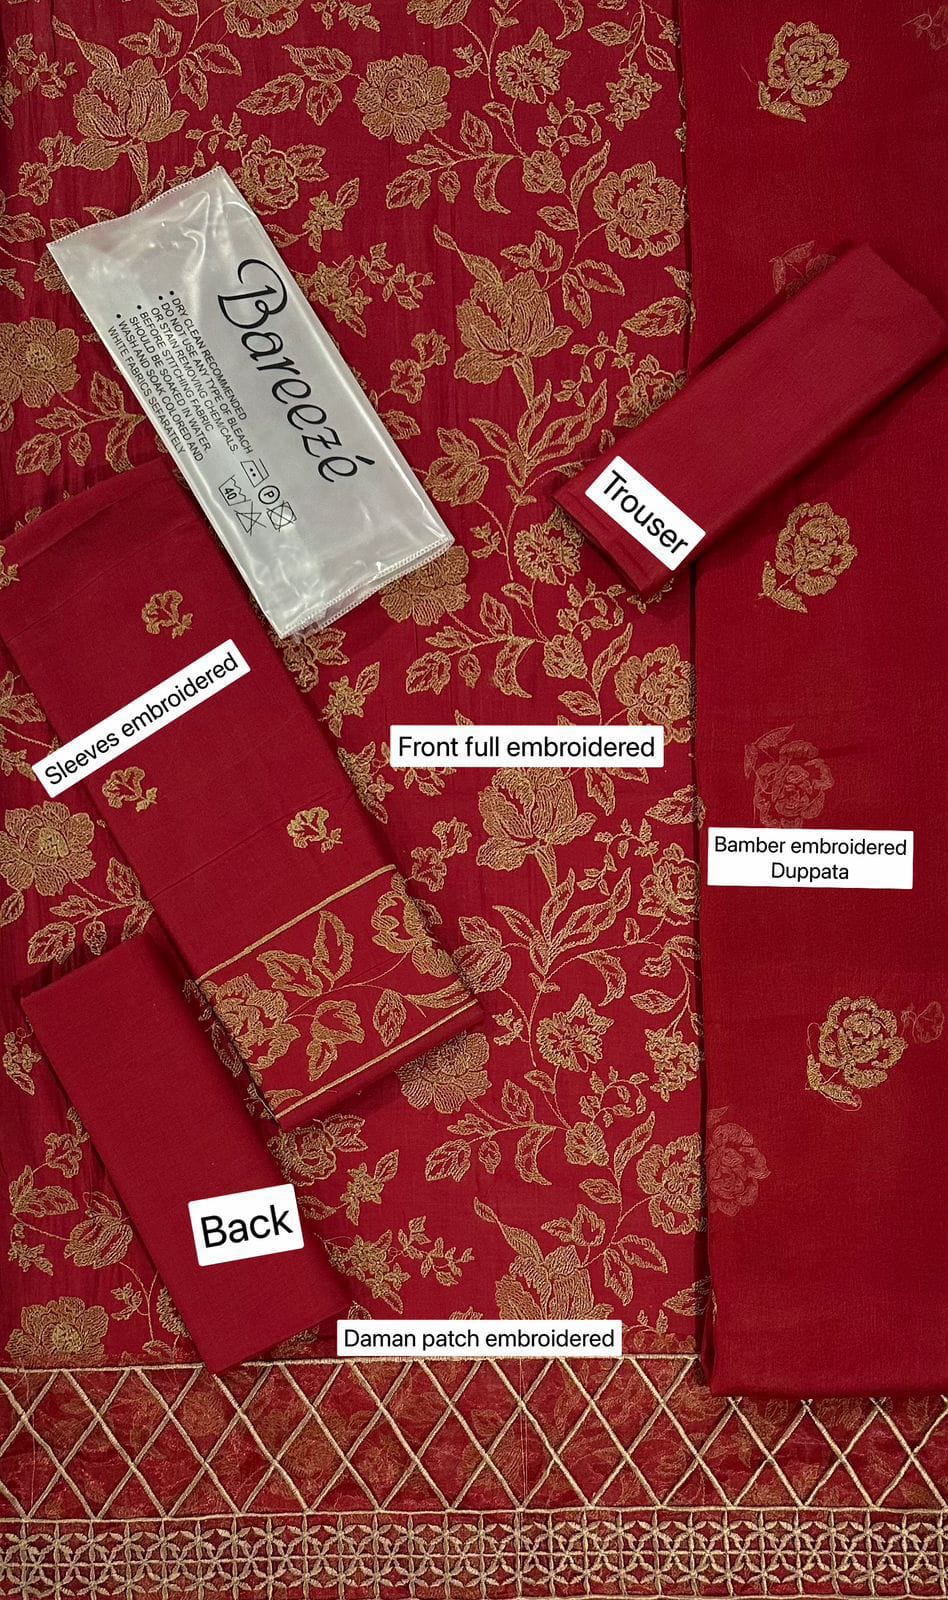 Bareezé
• DRY CLEAN RECOMMENDED
• DO NOT USE ANY TYPE OF BLEACH
OR STAIN REMOVING CHEMICALS.
• BEFORE STITCHING FABRIC
SHOULD BE SOAKED IN WATER.
• WASH AND SOAK COLORED AND
WHITE FABRICS SEFARATELY
P
40
Trouser
Sleeves embroidered
Front full embroidered
Bamber embroidered
Duppata
Back
Daman patch embroidered